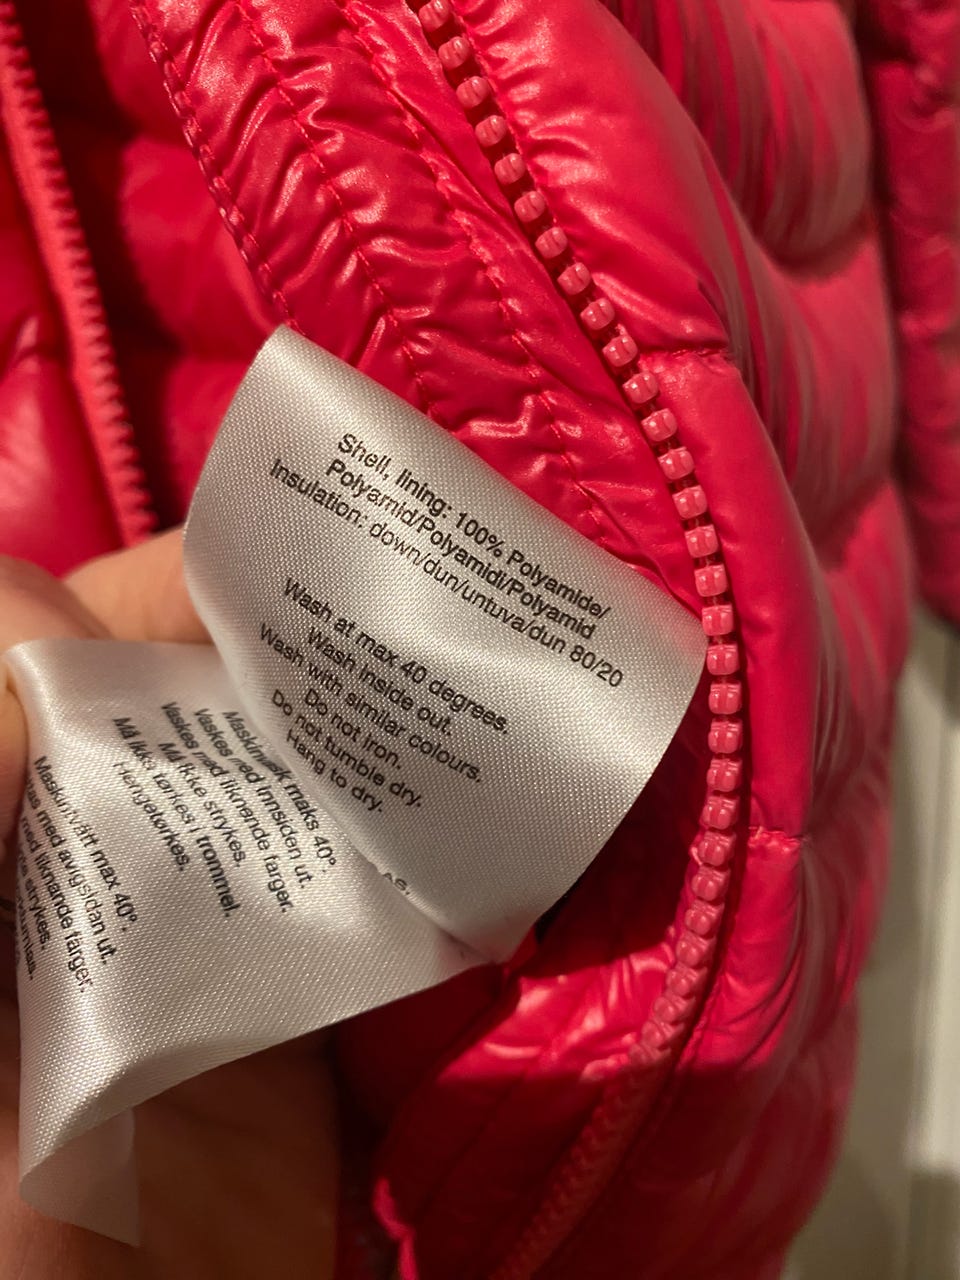 Shell, lining: 100% Polyamide/
Polyamid/Polyamidi/Polyamid
Insulation: down/dun/untuva/dun 80/20
Wash at max 40 degrees.
Wash inside out.
Wash with similar colours.
Do not iron.
Do not tumble dry.
Hang to dry.
Maskinvask maks 40°.
Vaskes med innsiden ut.
Vaskes med liknende farger.
Må ikke strykes.
Må ikke tørkes i trommel.
Hengetørkes.
Maskintvätt max 40°.
med avigsidan ut.
med liknande färger.
strykas.